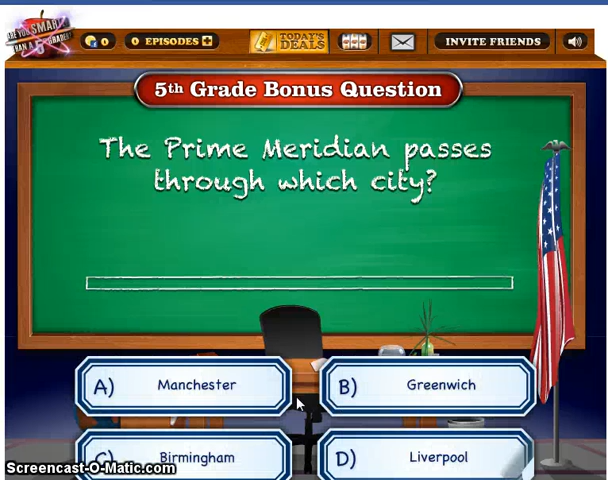 ARE YOU SMARTER
THAN A 5th GRADER?
0
0 EPISODES +
TODAY'S
DEALS
INVITE FRIENDS
5th Grade Bonus Question
The Prime Meridian passes
through which city?
A) Manchester
B) Greenwich
C) Birmingham
D) Liverpool
Screencast-O-Matic.com